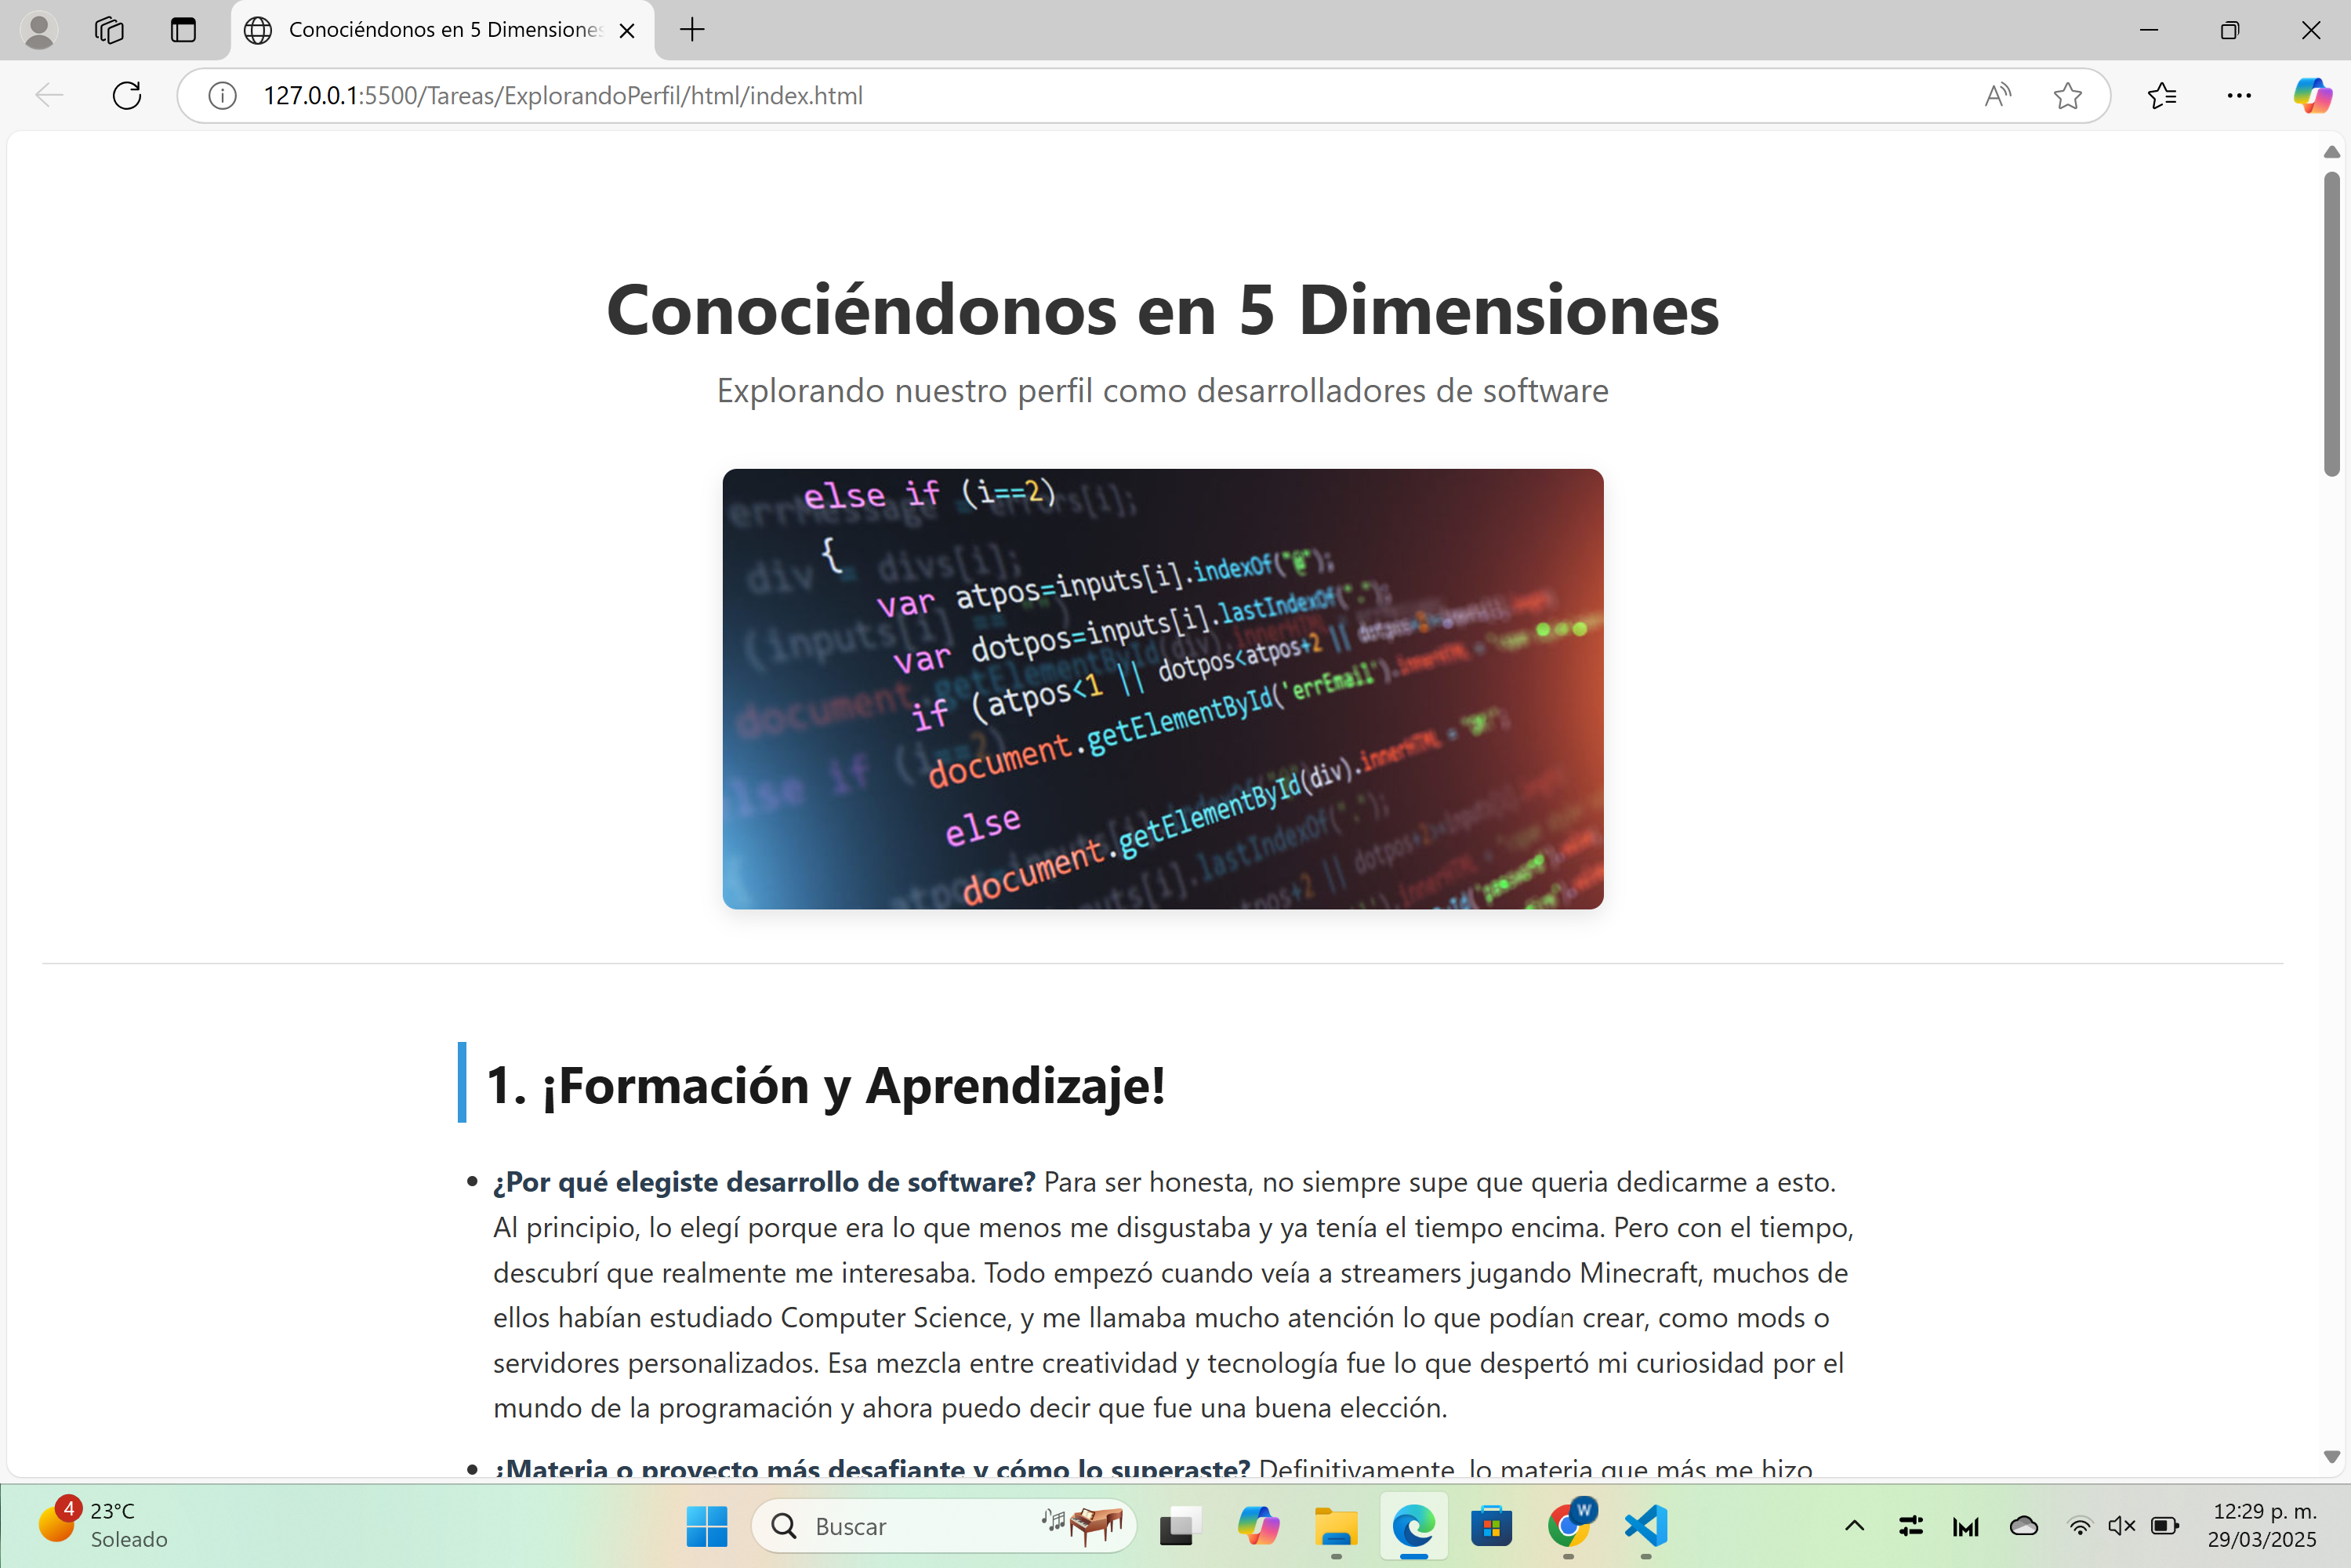 Conociéndonos en 5 Dimensiones
127.0.0.1:5500/Tareas/ExplorandoPerfil/html/index.html
Conociéndonos en 5 Dimensiones
Explorando nuestro perfil como desarrolladores de software
else if (i==2)
errMessage = errors[i];
{
div = divs[i];
var atpos=inputs[i].indexOf("@");
var dotpos=inputs[i].lastIndexOf(".");
if (atpos<1 || dotpos<atpos+2 ||
document.getElementById('errEmail').innerHTML =
else
document.getElementById(div).innerHTML =
1. ¡Formación y Aprendizaje!
• ¿Por qué elegiste desarrollo de software? Para ser honesta, no siempre supe que queria dedicarme a esto.
Al principio, lo elegí porque era lo que menos me disgustaba y ya tenía el tiempo encima. Pero con el tiempo,
descubrí que realmente me interesaba. Todo empezó cuando veía a streamers jugando Minecraft, muchos de
ellos habían estudiado Computer Science, y me llamaba mucho atención lo que podían crear, como mods o
servidores personalizados. Esa mezcla entre creatividad y tecnología fue lo que despertó mi curiosidad por el
mundo de la programación y ahora puedo decir que fue una buena elección.
• ¿Materia o proyecto más desafiante y cómo lo superaste? Definitivamente, lo materia que más me hizo
4
23°C
Soleado
Buscar
W
12:29 p. m.
29/03/2025